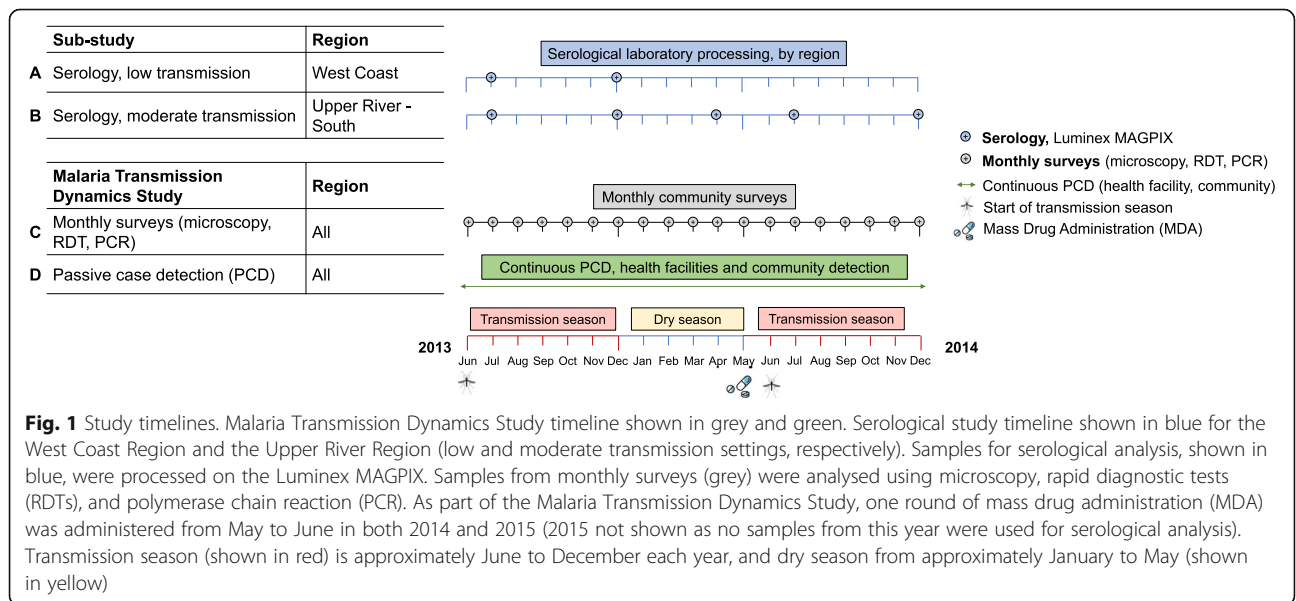 Sub-study Region
A Serology, low transmission West Coast
B Serology, moderate transmission Upper River -
South
Malaria Transmission
Dynamics Study Region
C Monthly surveys (microscopy,
RDT, PCR) All
D Passive case detection (PCD) All
Serological laboratory processing, by region
Monthly community surveys
Continuous PCD, health facilities and community detection
Transmission season Dry season Transmission season
2013 2014
Jun Jul Aug Sep Oct Nov Dec Jan Feb Mar Apr May Jun Jul Aug Sep Oct Nov Dec
Serology, Luminex MAGPIX
Monthly surveys (microscopy, RDT, PCR)
Continuous PCD (health facility, community)
Start of transmission season
Mass Drug Administration (MDA)
Fig. 1 Study timelines. Malaria Transmission Dynamics Study timeline shown in grey and green. Serological study timeline shown in blue for the
West Coast Region and the Upper River Region (low and moderate transmission settings, respectively). Samples for serological analysis, shown in
blue, were processed on the Luminex MAGPIX. Samples from monthly surveys (grey) were analysed using microscopy, rapid diagnostic tests
(RDTs), and polymerase chain reaction (PCR). As part of the Malaria Transmission Dynamics Study, one round of mass drug administration (MDA)
was administered from May to June in both 2014 and 2015 (2015 not shown as no samples from this year were used for serological analysis).
Transmission season (shown in red) is approximately June to December each year, and dry season from approximately January to May (shown
in yellow)